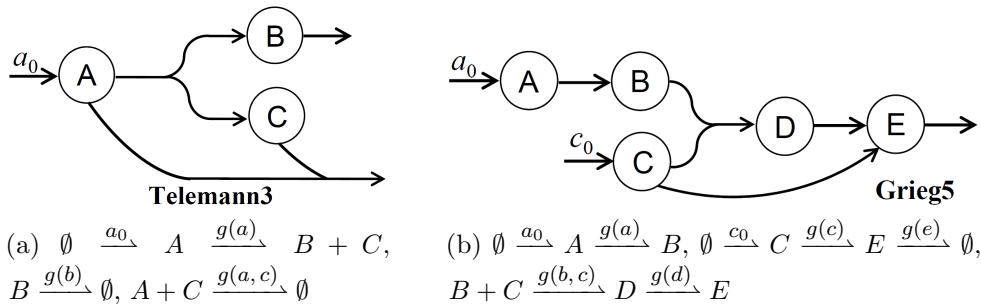 a₀
A
B
C
Telemann3
a₀
A
B
c₀
C
D
E
Grieg5
(a) ∅ —a₀⇀ A —g(a)⇀ B + C,
B —g(b)⇀ ∅, A + C —g(a, c)⇀ ∅
(b) ∅ —a₀⇀ A —g(a)⇀ B, ∅ —c₀⇀ C —g(c)⇀ E —g(e)⇀ ∅,
B + C —g(b, c)⇀ D —g(d)⇀ E